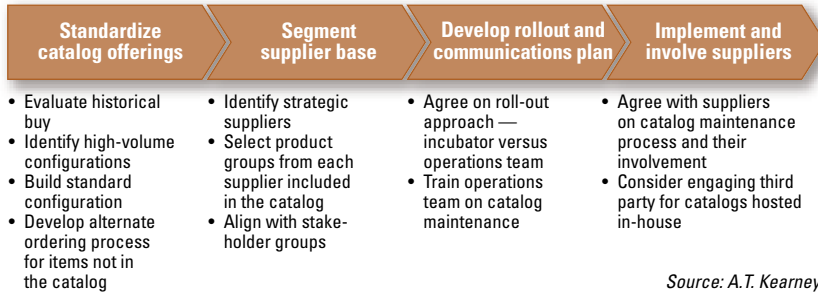 Standardize
catalog offerings
Segment
supplier base
Develop rollout and
communications plan
Implement and
involve suppliers
• Evaluate historical
buy
• Identify high-volume
configurations
• Build standard
configuration
• Develop alternate
ordering process
for items not in
the catalog
• Identify strategic
suppliers
• Select product
groups from each
supplier included
in the catalog
• Align with stake-
holder groups
• Agree on roll-out
approach —
incubator versus
operations team
• Train operations
team on catalog
maintenance
• Agree with suppliers
on catalog maintenance
process and their
involvement
• Consider engaging third
party for catalogs hosted
in-house
Source: A.T. Kearney